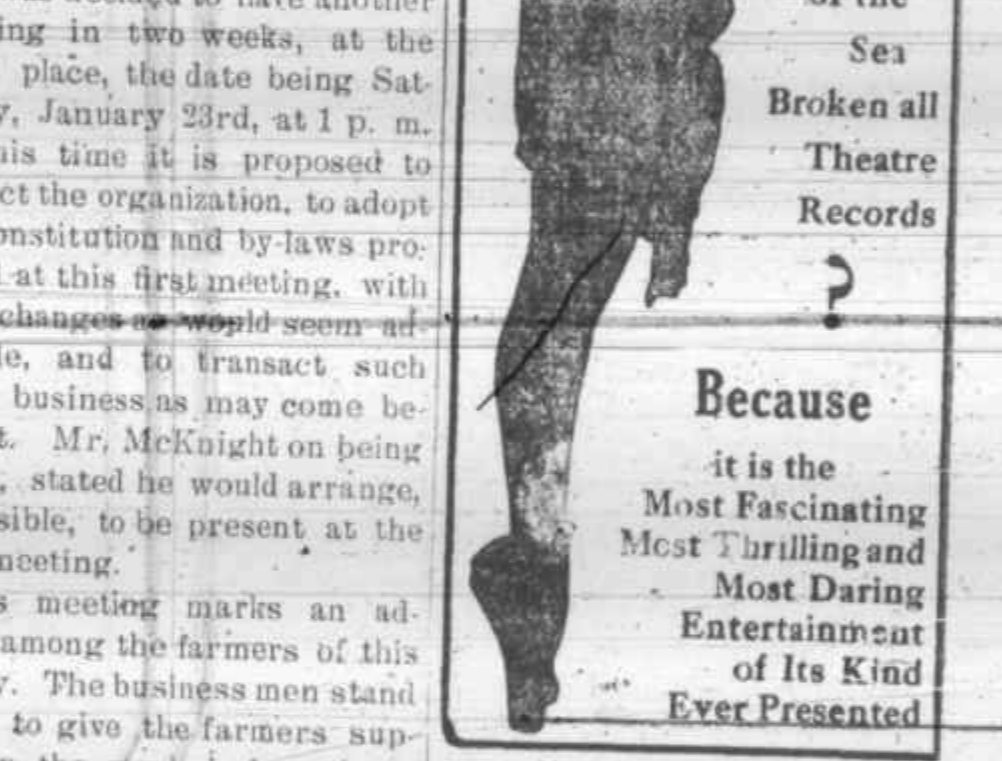 ing in two weeks, at the
place, the date being Sat-
y, January 23rd, at 1 p. m.
his time it is proposed to
ct the organization, to adopt
onstitution and by-laws pro-
at this first meeting, with
changes as would seem ad-
le, and to transact such
business as may come be-
t. Mr. McKnight on being
, stated he would arrange,
sible, to be present at the
meeting.
s meeting marks an ad-
among the farmers of this
y. The business men stand
to give the farmers sup-
of the
Sea
Broken all
Theatre
Records
?
Because
it is the
Most Fascinating
Most Thrilling and
Most Daring
Entertainment
of Its Kind
Ever Presented